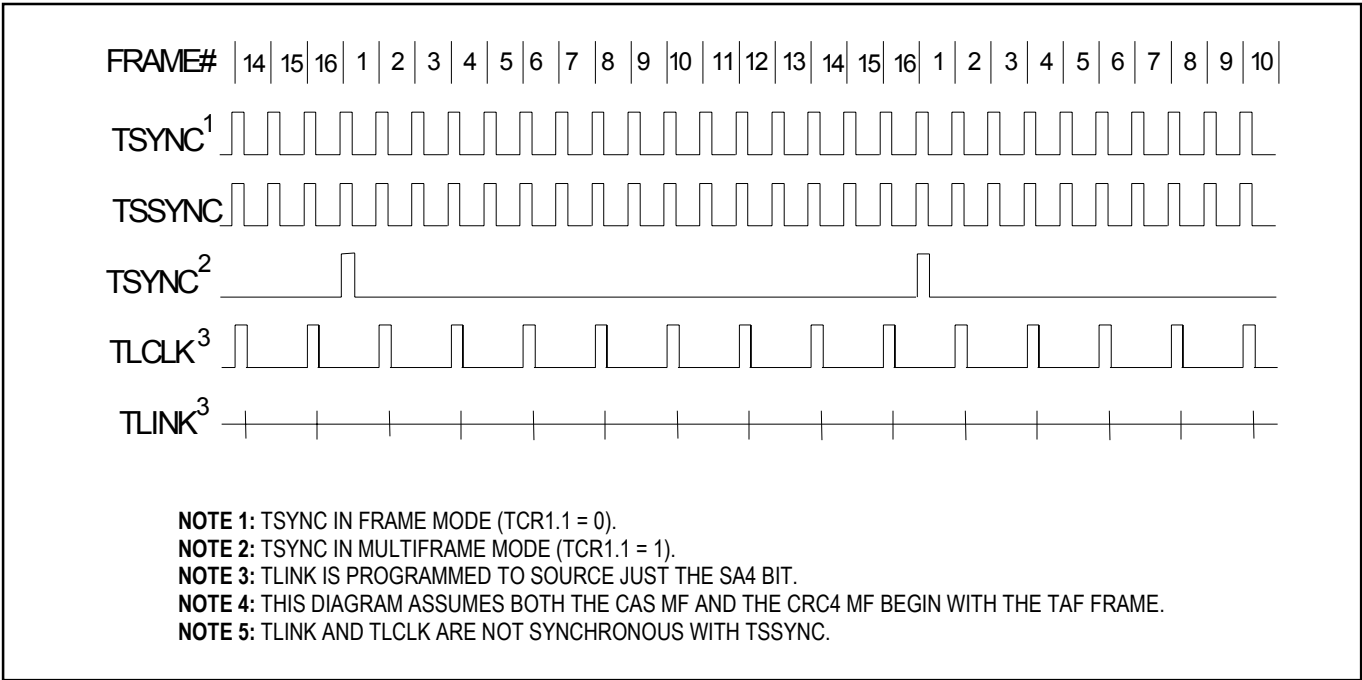 FRAME# 14 15 16 1 2 3 4 5 6 7 8 9 10 11 12 13 14 15 16 1 2 3 4 5 6 7 8 9 10
TSYNC1
TSSYNC
TSYNC2
TLCLK3
TLINK3
NOTE 1: TSYNC IN FRAME MODE (TCR1.1 = 0).
NOTE 2: TSYNC IN MULTIFRAME MODE (TCR1.1 = 1).
NOTE 3: TLINK IS PROGRAMMED TO SOURCE JUST THE SA4 BIT.
NOTE 4: THIS DIAGRAM ASSUMES BOTH THE CAS MF AND THE CRC4 MF BEGIN WITH THE TAF FRAME.
NOTE 5: TLINK AND TLCLK ARE NOT SYNCHRONOUS WITH TSSYNC.